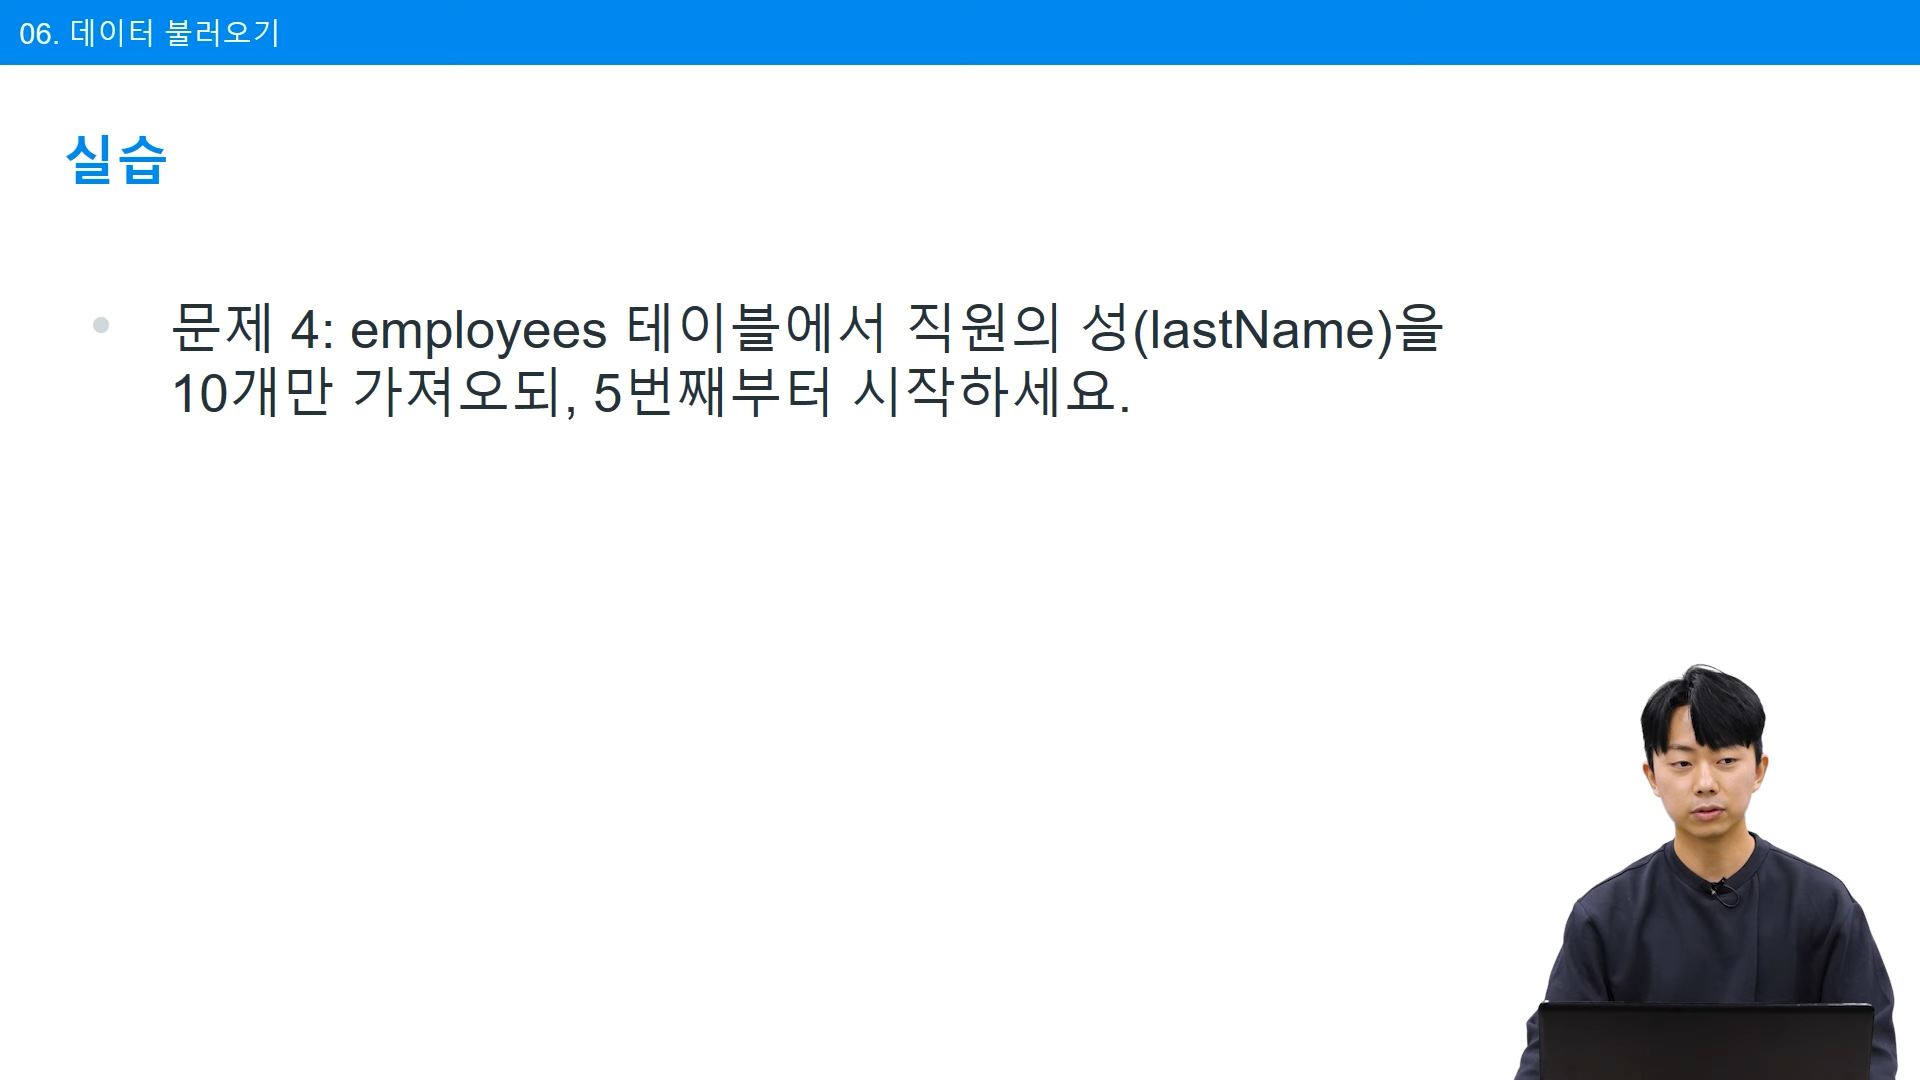 06. 데이터 불러오기
실습
문제 4: employees 테이블에서 직원의 성(lastName)을
10개만 가져오되, 5번째부터 시작하세요.